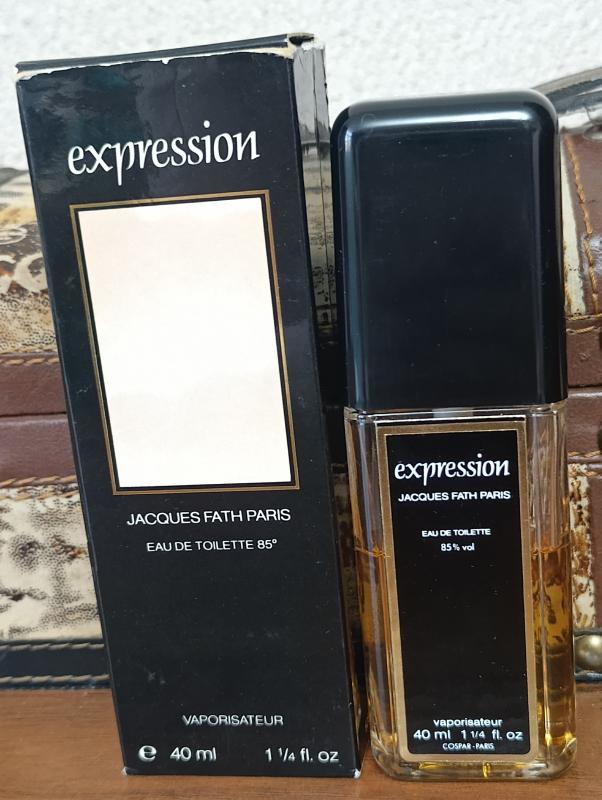 expression
JACQUES FATH PARIS
EAU DE TOILETTE 85°
VAPORISATEUR
℮ 40 ml 1 1/4 fl. oz
expression
JACQUES FATH PARIS
EAU DE TOILETTE
85% vol
vaporisateur
40 ml 1 1/4 fl. oz
COSPAR - PARIS